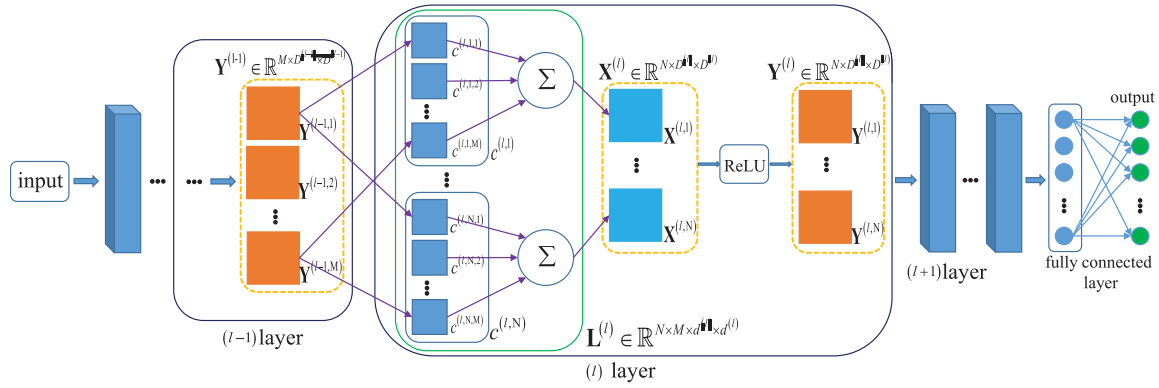 input
Y^(l-1) ∈ ℝ^M×D
Y^(l-1,1)
Y^(l-1,2)
Y^(l-1,M)
(l-1) layer
c^(l,1,1)
c^(l,1,2)
c^(l,1,M)
c^(l,1)
Σ
c^(l,N,1)
c^(l,N,2)
c^(l,N,M)
c^(l,N)
Σ
L^(l) ∈ ℝ^N×M×d ×d^(l)
(l) layer
X^(l) ∈ ℝ^N×D ×D
X^(l,1)
X^(l,N)
ReLU
Y^(l) ∈ ℝ^N×D ×D
Y^(l,1)
Y^(l,N)
(l+1) layer
output
fully connected
layer